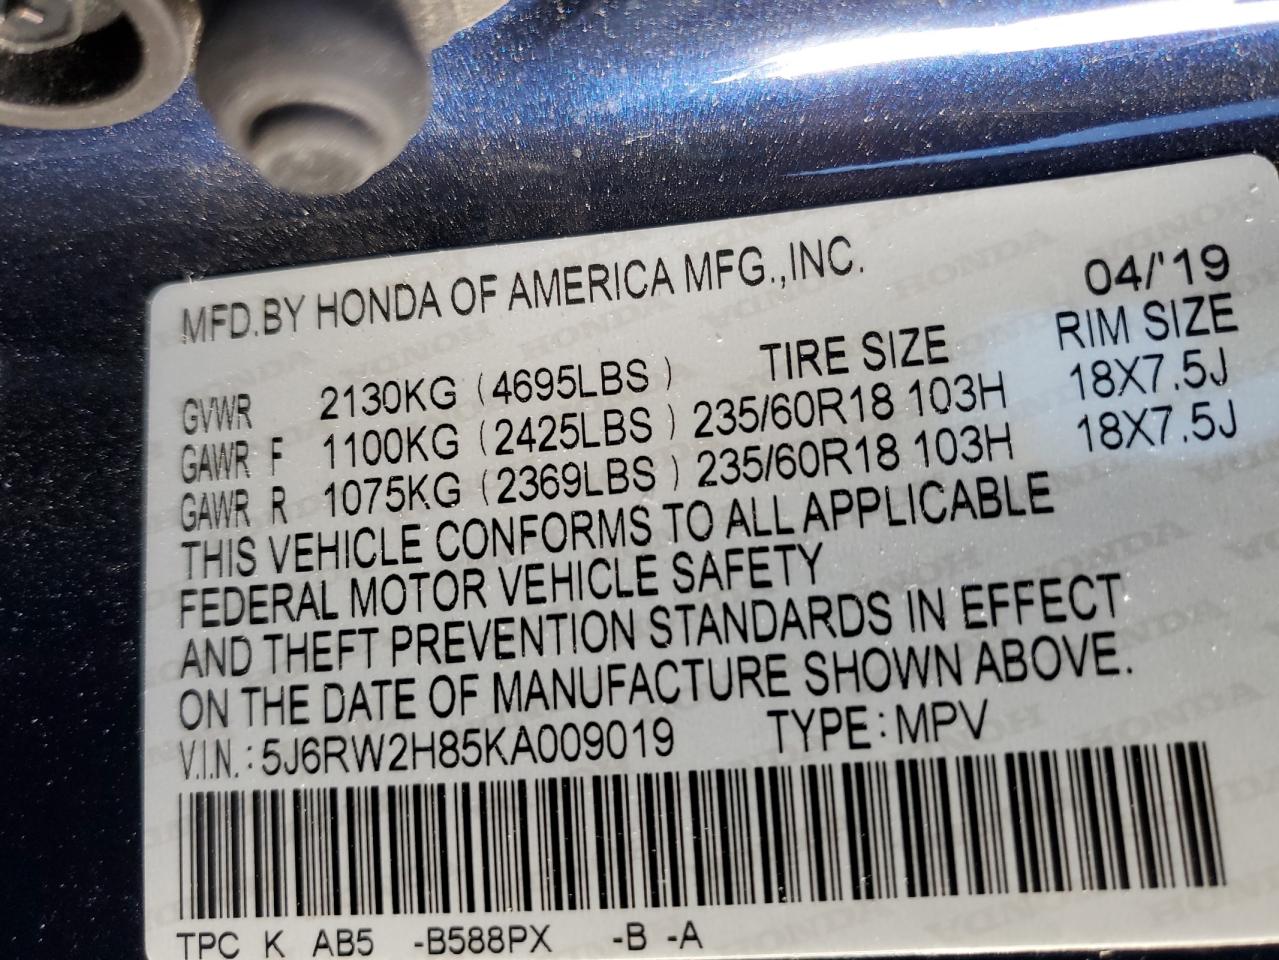 MFD.BY HONDA OF AMERICA MFG.,INC. 04/'19
TIRE SIZE RIM SIZE
GVWR 2130KG (4695LBS)
GAWR F 1100KG (2425LBS) 235/60R18 103H 18X7.5J
GAWR R 1075KG (2369LBS) 235/60R18 103H 18X7.5J
THIS VEHICLE CONFORMS TO ALL APPLICABLE
FEDERAL MOTOR VEHICLE SAFETY
AND THEFT PREVENTION STANDARDS IN EFFECT
ON THE DATE OF MANUFACTURE SHOWN ABOVE.
V.I.N.: 5J6RW2H85KA009019 TYPE: MPV
TPC K AB5 -B588PX -B -A